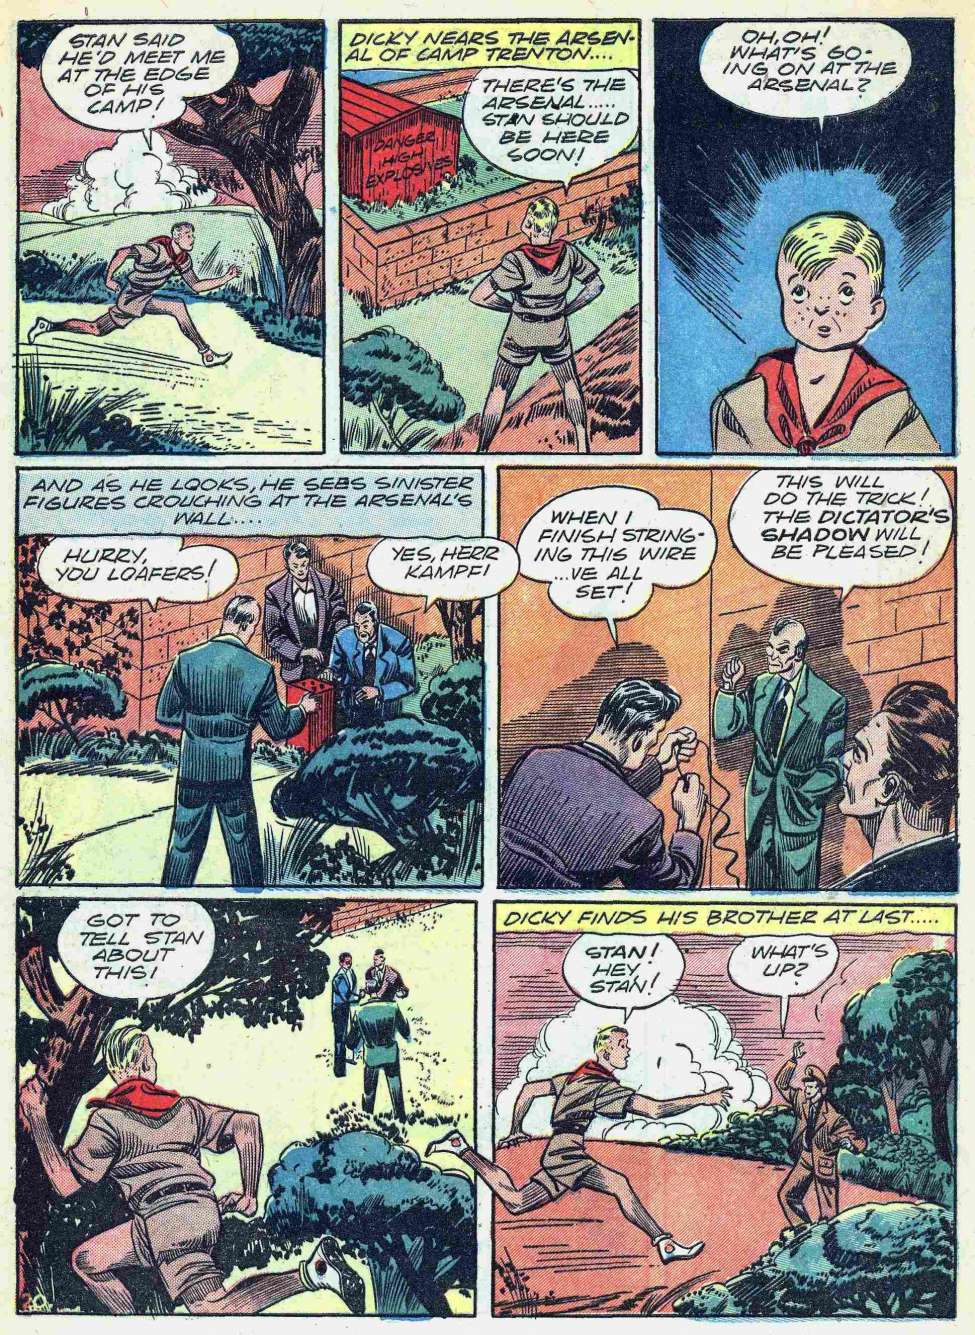 STAN SAID
HE'D MEET ME
AT THE EDGE
OF HIS
CAMP!
DICKY NEARS THE ARSEN-
AL OF CAMP TRENTON....
THERE'S THE
ARSENAL.....
STAN SHOULD
BE HERE
SOON!
DANGER
HIGH
EXPLOSIVES
OH, OH!
WHAT'S GO-
ING ON AT THE
ARSENAL?
AND AS HE LOOKS, HE SEES SINISTER
FIGURES CROUCHING AT THE ARSENAL'S
WALL....
HURRY,
YOU LOAFERS!
YES, HERR
KAMPF!
WHEN I
FINISH STRING-
ING THIS WIRE
...VE ALL
SET!
THIS WILL
DO THE TRICK!
THE DICTATOR'S
SHADOW WILL
BE PLEASED!
GOT TO
TELL STAN
ABOUT
THIS!
DICKY FINDS HIS BROTHER AT LAST.....
STAN!
HEY,
STAN!
WHAT'S
UP?